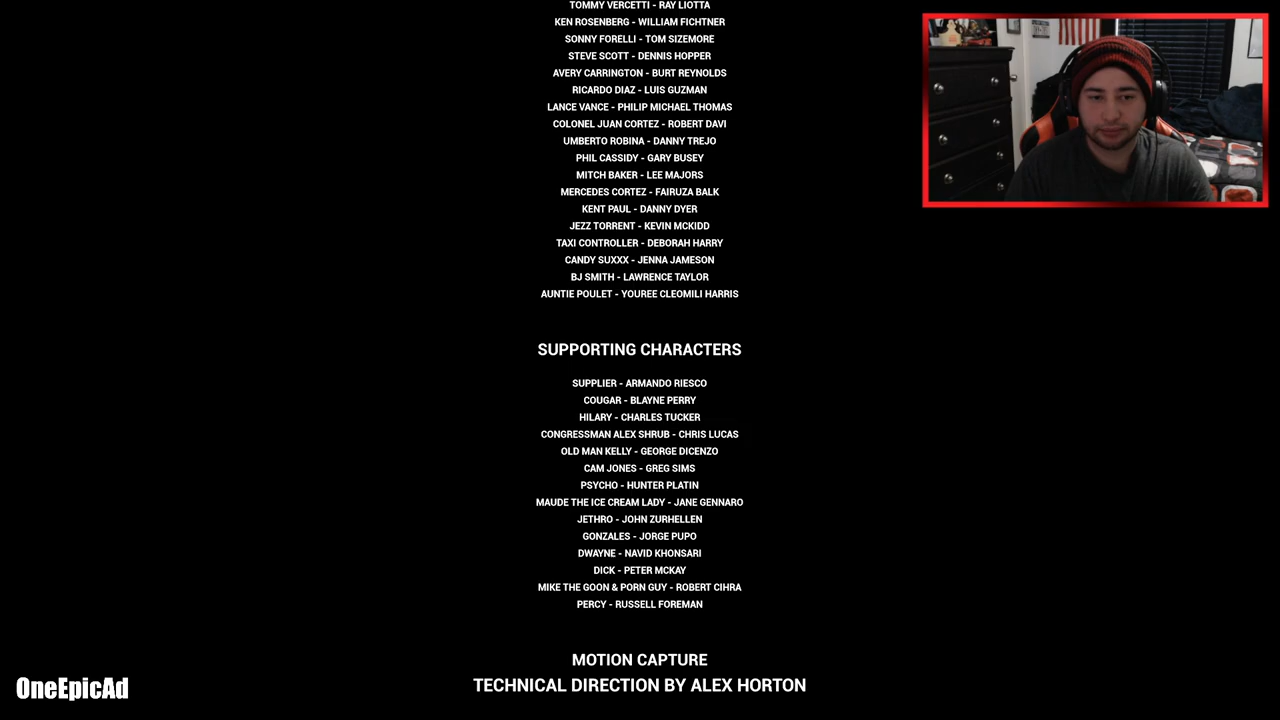 TOMMY VERCETTI - RAY LIOTTA
KEN ROSENBERG - WILLIAM FICHTNER
SONNY FORELLI - TOM SIZEMORE
STEVE SCOTT - DENNIS HOPPER
AVERY CARRINGTON - BURT REYNOLDS
RICARDO DIAZ - LUIS GUZMAN
LANCE VANCE - PHILIP MICHAEL THOMAS
COLONEL JUAN CORTEZ - ROBERT DAVI
UMBERTO ROBINA - DANNY TREJO
PHIL CASSIDY - GARY BUSEY
MITCH BAKER - LEE MAJORS
MERCEDES CORTEZ - FAIRUZA BALK
KENT PAUL - DANNY DYER
JEZZ TORRENT - KEVIN MCKIDD
TAXI CONTROLLER - DEBORAH HARRY
CANDY SUXXX - JENNA JAMESON
BJ SMITH - LAWRENCE TAYLOR
AUNTIE POULET - YOUREE CLEOMILI HARRIS
SUPPORTING CHARACTERS
SUPPLIER - ARMANDO RIESCO
COUGAR - BLAYNE PERRY
HILARY - CHARLES TUCKER
CONGRESSMAN ALEX SHRUB - CHRIS LUCAS
OLD MAN KELLY - GEORGE DICENZO
CAM JONES - GREG SIMS
PSYCHO - HUNTER PLATIN
MAUDE THE ICE CREAM LADY - JANE GENNARO
JETHRO - JOHN ZURHELLEN
GONZALES - JORGE PUPO
DWAYNE - NAVID KHONSARI
DICK - PETER MCKAY
MIKE THE GOON & PORN GUY - ROBERT CIHRA
PERCY - RUSSELL FOREMAN
MOTION CAPTURE
TECHNICAL DIRECTION BY ALEX HORTON
OneEpicAd